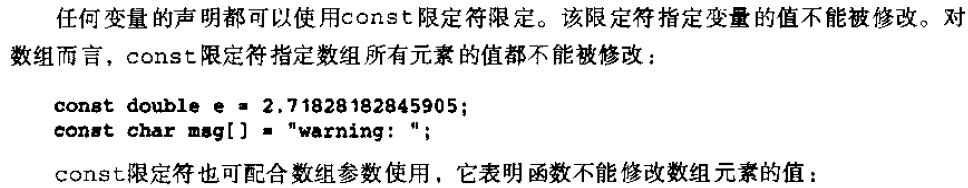 任何变量的声明都可以使用const限定符限定。该限定符指定变量的值不能被修改。对
数组而言，const限定符指定数组所有元素的值都不能被修改：
const double e = 2.71828182845905;
const char msg[] = "warning: ";
const限定符也可配合数组参数使用，它表明函数不能修改数组元素的值：